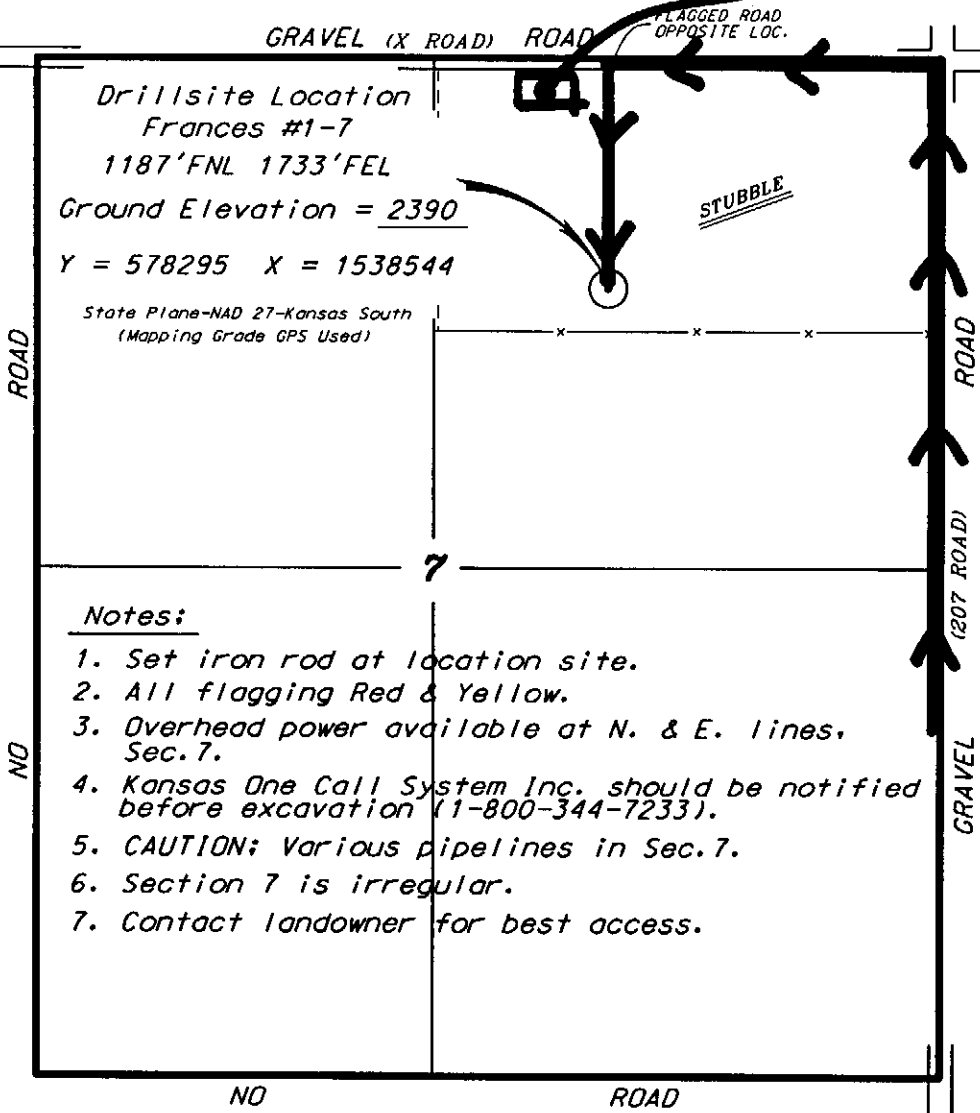 GRAVEL (X ROAD) ROAD
FLAGGED ROAD
OPPOSITE LOC.
Drillsite Location
Frances #1-7
1187'FNL 1733'FEL
Ground Elevation = 2390
Y = 578295 X = 1538544
State Plane-NAD 27-Kansas South
(Mapping Grade GPS Used)
STUBBLE
NO ROAD
GRAVEL (207 ROAD) ROAD
7
Notes:
1. Set iron rod at location site.
2. All flagging Red & Yellow.
3. Overhead power available at N. & E. lines,
Sec.7.
4. Kansas One Call System Inc. should be notified
before excavation (1-800-344-7233).
5. CAUTION: Various pipelines in Sec.7.
6. Section 7 is irregular.
7. Contact landowner for best access.
NO ROAD